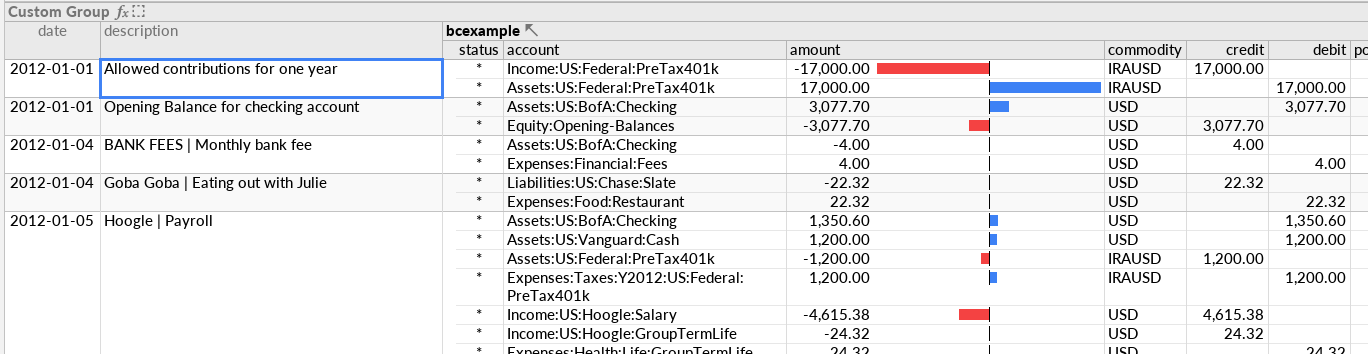 Custom Group fx
bcexample
date description status account amount commodity credit debit
2012-01-01 Allowed contributions for one year * Income:US:Federal:PreTax401k -17,000.00 IRAUSD 17,000.00
* Assets:US:Federal:PreTax401k 17,000.00 IRAUSD 17,000.00
2012-01-01 Opening Balance for checking account * Assets:US:BofA:Checking 3,077.70 USD 3,077.70
* Equity:Opening-Balances -3,077.70 USD 3,077.70
2012-01-04 BANK FEES | Monthly bank fee * Assets:US:BofA:Checking -4.00 USD 4.00
* Expenses:Financial:Fees 4.00 USD 4.00
2012-01-04 Goba Goba | Eating out with Julie * Liabilities:US:Chase:Slate -22.32 USD 22.32
* Expenses:Food:Restaurant 22.32 USD 22.32
2012-01-05 Hoogle | Payroll * Assets:US:BofA:Checking 1,350.60 USD 1,350.60
* Assets:US:Vanguard:Cash 1,200.00 USD 1,200.00
* Assets:US:Federal:PreTax401k -1,200.00 IRAUSD 1,200.00
* Expenses:Taxes:Y2012:US:Federal: 1,200.00 IRAUSD 1,200.00
PreTax401k
* Income:US:Hoogle:Salary -4,615.38 USD 4,615.38
* Income:US:Hoogle:GroupTermLife -24.32 USD 24.32
* Expenses:Health:Life:GroupTermLife 24.32 USD 24.32